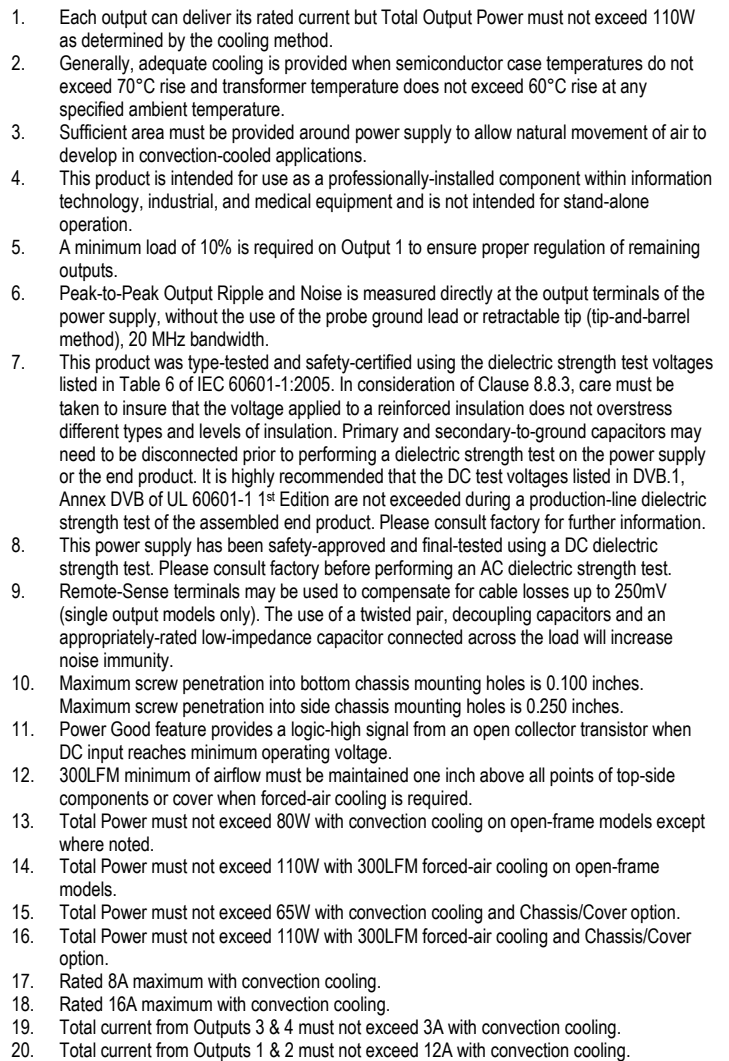 1. Each output can deliver its rated current but Total Output Power must not exceed 110W
as determined by the cooling method.
2. Generally, adequate cooling is provided when semiconductor case temperatures do not
exceed 70°C rise and transformer temperature does not exceed 60°C rise at any
specified ambient temperature.
3. Sufficient area must be provided around power supply to allow natural movement of air to
develop in convection-cooled applications.
4. This product is intended for use as a professionally-installed component within information
technology, industrial, and medical equipment and is not intended for stand-alone
operation.
5. A minimum load of 10% is required on Output 1 to ensure proper regulation of remaining
outputs.
6. Peak-to-Peak Output Ripple and Noise is measured directly at the output terminals of the
power supply, without the use of the probe ground lead or retractable tip (tip-and-barrel
method), 20 MHz bandwidth.
7. This product was type-tested and safety-certified using the dielectric strength test voltages
listed in Table 6 of IEC 60601-1:2005. In consideration of Clause 8.8.3, care must be
taken to insure that the voltage applied to a reinforced insulation does not overstress
different types and levels of insulation. Primary and secondary-to-ground capacitors may
need to be disconnected prior to performing a dielectric strength test on the power supply
or the end product. It is highly recommended that the DC test voltages listed in DVB.1,
Annex DVB of UL 60601-1 1st Edition are not exceeded during a production-line dielectric
strength test of the assembled end product. Please consult factory for further information.
8. This power supply has been safety-approved and final-tested using a DC dielectric
strength test. Please consult factory before performing an AC dielectric strength test.
9. Remote-Sense terminals may be used to compensate for cable losses up to 250mV
(single output models only). The use of a twisted pair, decoupling capacitors and an
appropriately-rated low-impedance capacitor connected across the load will increase
noise immunity.
10. Maximum screw penetration into bottom chassis mounting holes is 0.100 inches.
Maximum screw penetration into side chassis mounting holes is 0.250 inches.
11. Power Good feature provides a logic-high signal from an open collector transistor when
DC input reaches minimum operating voltage.
12. 300LFM minimum of airflow must be maintained one inch above all points of top-side
components or cover when forced-air cooling is required.
13. Total Power must not exceed 80W with convection cooling on open-frame models except
where noted.
14. Total Power must not exceed 110W with 300LFM forced-air cooling on open-frame
models.
15. Total Power must not exceed 65W with convection cooling and Chassis/Cover option.
16. Total Power must not exceed 110W with 300LFM forced-air cooling and Chassis/Cover
option.
17. Rated 8A maximum with convection cooling.
18. Rated 16A maximum with convection cooling.
19. Total current from Outputs 3 & 4 must not exceed 3A with convection cooling.
20. Total current from Outputs 1 & 2 must not exceed 12A with convection cooling.